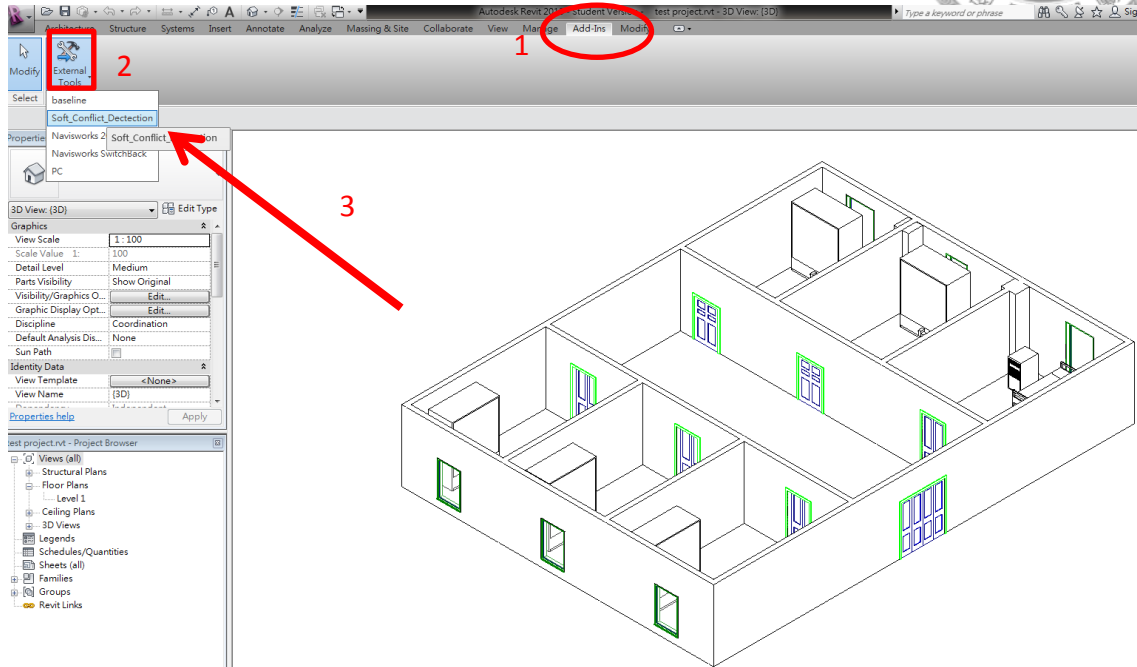 Autodesk Revit 201 - Student Version - test project.rvt - 3D View: {3D}
Type a keyword or phrase
Sig
Architecture Structure Systems Insert Annotate Analyze Massing & Site Collaborate View Manage Add-Ins Modify
1
Modify
External
Tools
2
Select
baseline
Soft_Conflict_Dectection
Navisworks 2
Soft_Conflict_
Navisworks SwitchBack
PC
3
3D View: {3D}
Edit Type
Graphics
View Scale 1 : 100
Scale Value 1: 100
Detail Level Medium
Parts Visibility Show Original
Visibility/Graphics O... Edit...
Graphic Display Opt... Edit...
Discipline Coordination
Default Analysis Dis... None
Sun Path
Identity Data
View Template <None>
View Name {3D}
Properties help Apply
test project.rvt - Project Browser
Views (all)
Structural Plans
Floor Plans
Level 1
Ceiling Plans
3D Views
Legends
Schedules/Quantities
Sheets (all)
Families
Groups
Revit Links